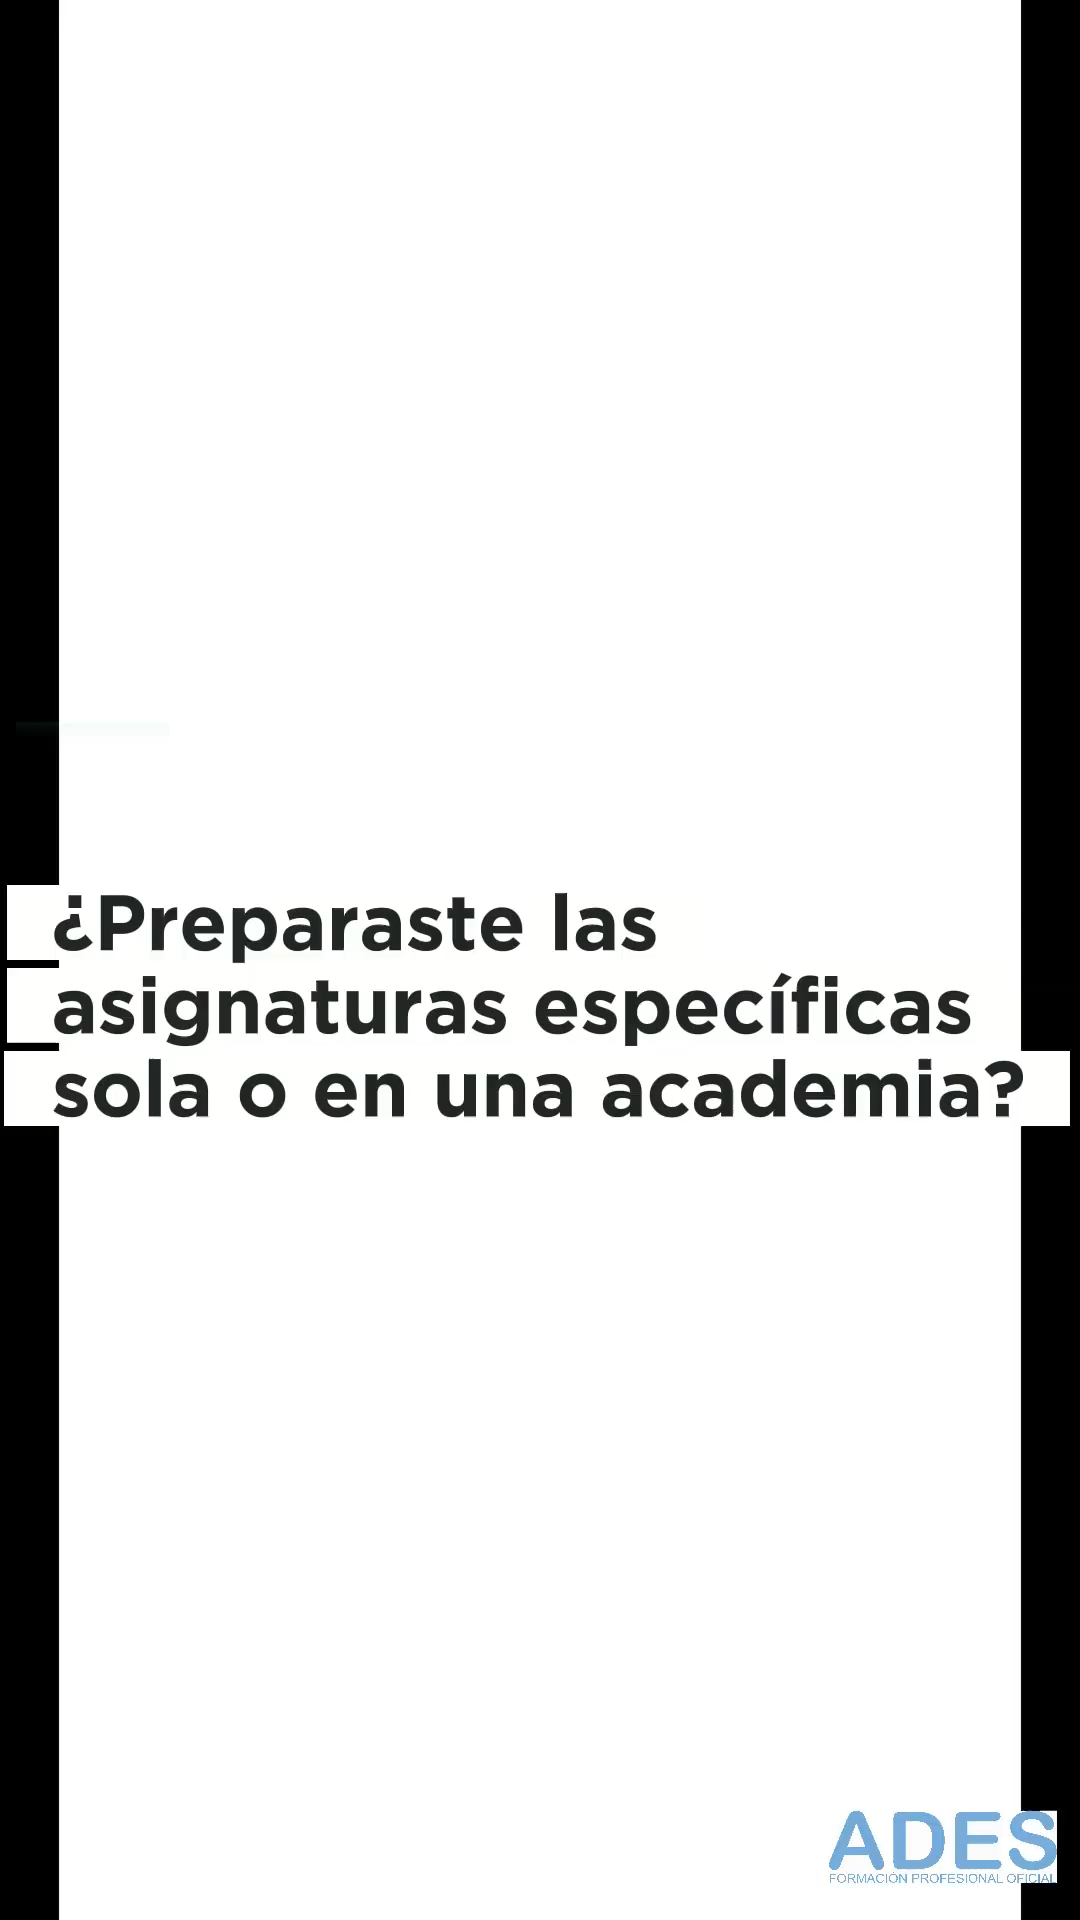 ¿Preparaste las
asignaturas específicas
sola o en una academia?
ADES
FORMACIÓN PROFESIONAL OFICIAL